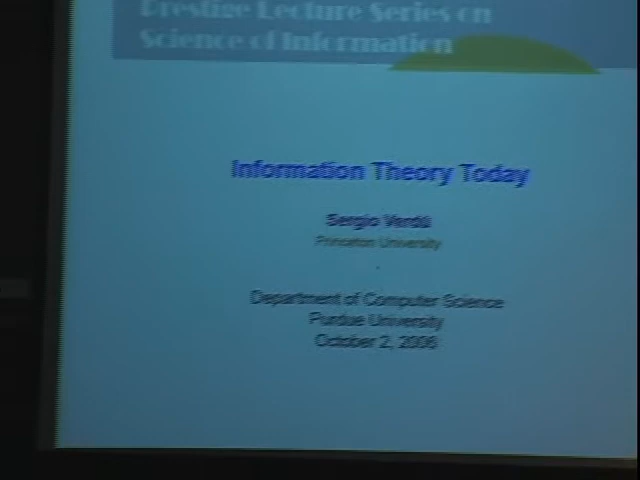 Prestige Lecture Series on
Science of Information
Information Theory Today
Sergio Verdú
Princeton University
Department of Computer Science
Purdue University
October 2, 2006